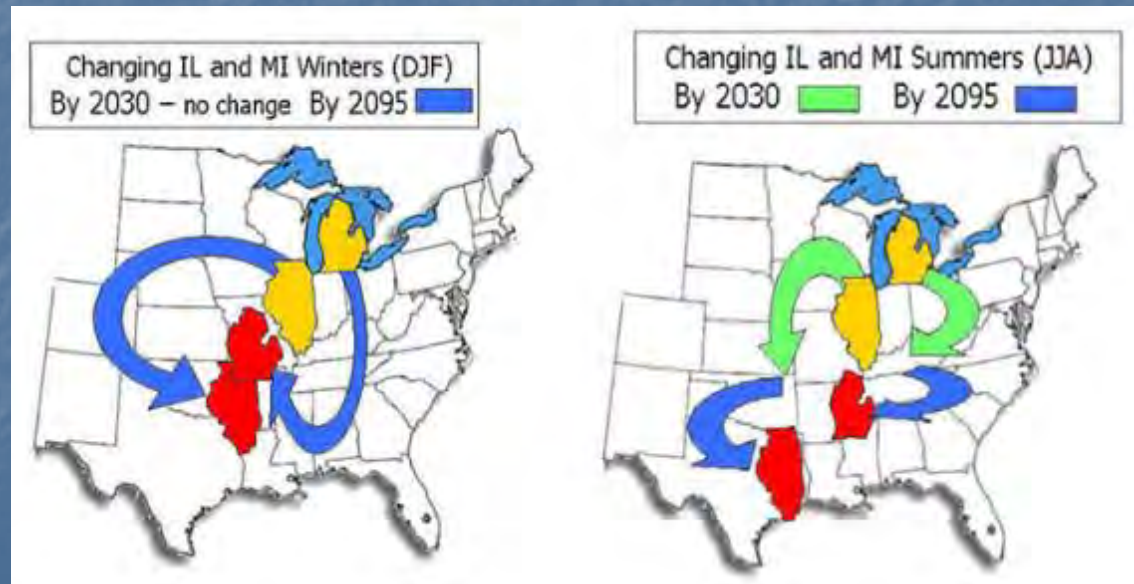 Changing IL and MI Winters (DJF)
By 2030 – no change By 2095
Changing IL and MI Summers (JJA)
By 2030 By 2095